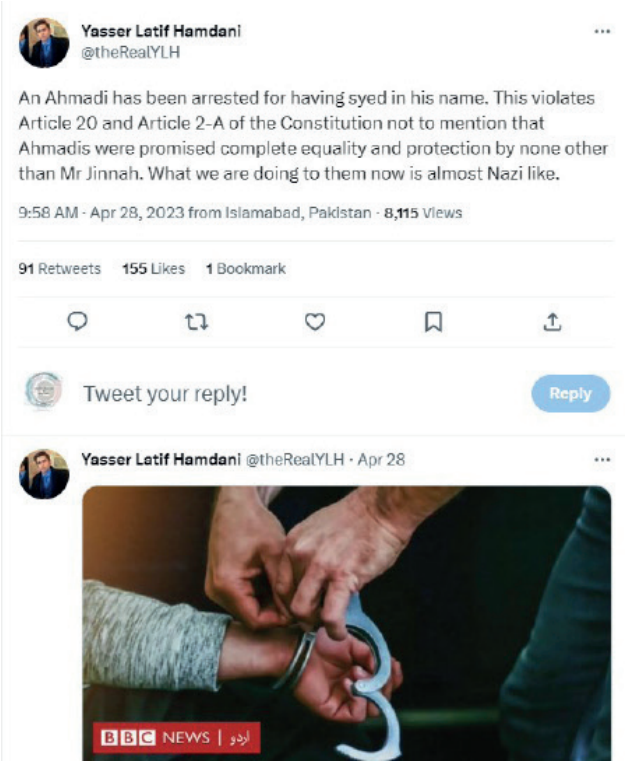 Yasser Latif Hamdani
@theRealYLH
An Ahmadi has been arrested for having syed in his name. This violates
Article 20 and Article 2-A of the Constitution not to mention that
Ahmadis were promised complete equality and protection by none other
than Mr Jinnah. What we are doing to them now is almost Nazi like.
9:58 AM · Apr 28, 2023 from Islamabad, Pakistan · 8,115 Views
91 Retweets 155 Likes 1 Bookmark
Tweet your reply!
Reply
Yasser Latif Hamdani @theRealYLH · Apr 28
BBC NEWS | اردو